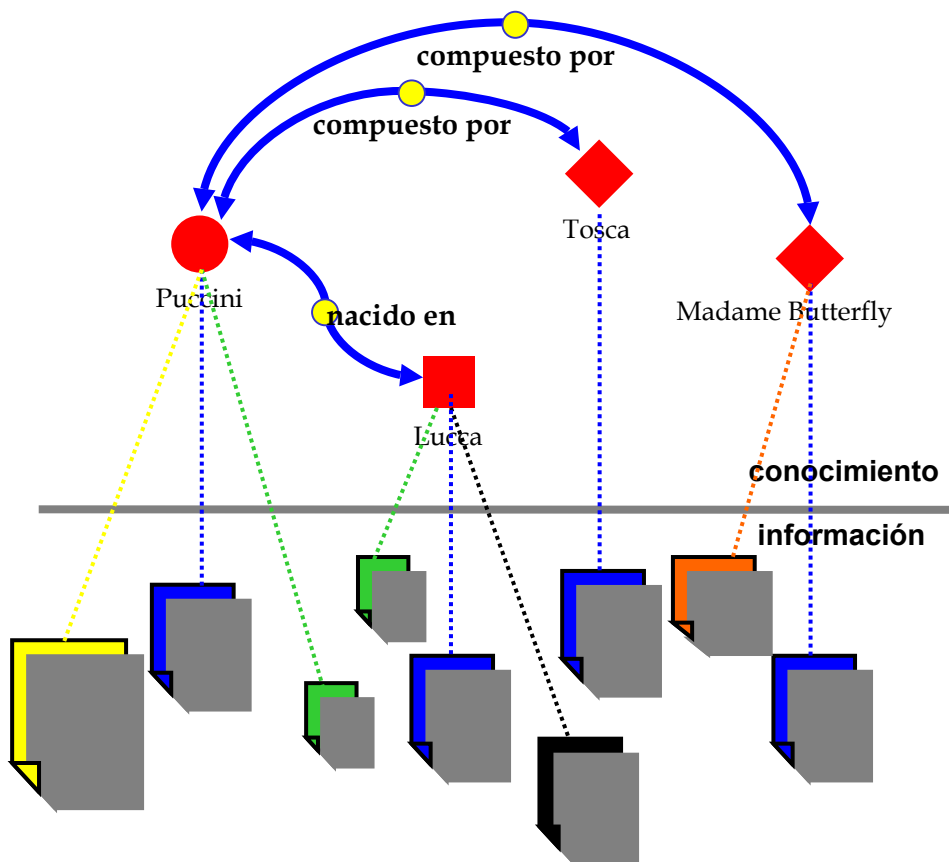 compuesto por
compuesto por
Tosca
Puccini
Madame Butterfly
nacido en
Lucca
conocimiento
información